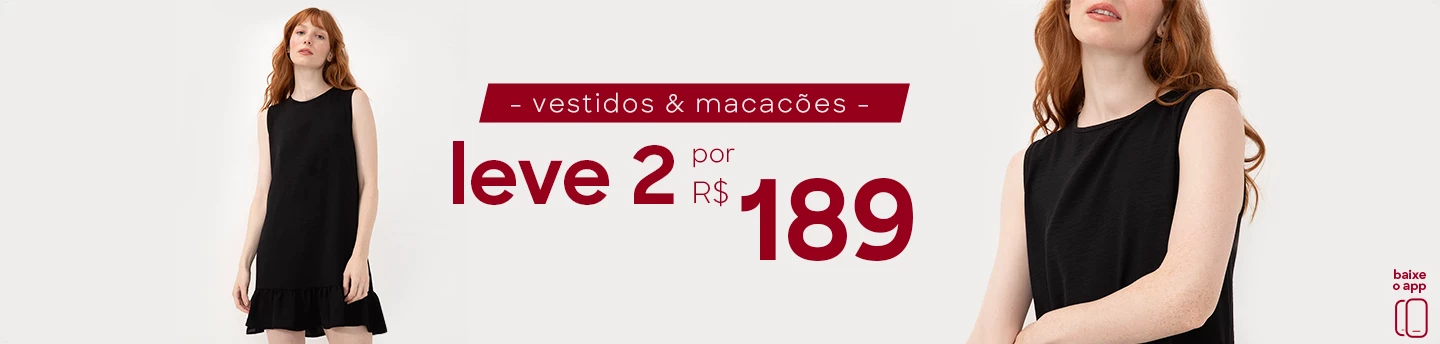 - vestidos & macacões -
leve 2 por
R$ 189
baixe
o app